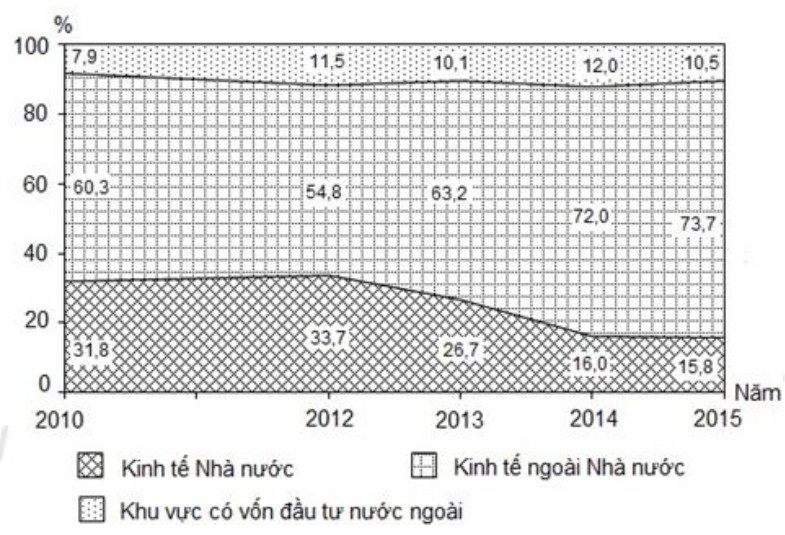 %
100
7,9 11,5 10,1 12,0 10,5
80
60
60,3 54,8 63,2 72,0 73,7
40
20
31,8 33,7 26,7 16,0 15,8
0
Năm
2010 2012 2013 2014 2015
Kinh tế Nhà nước Kinh tế ngoài Nhà nước
Khu vực có vốn đầu tư nước ngoài